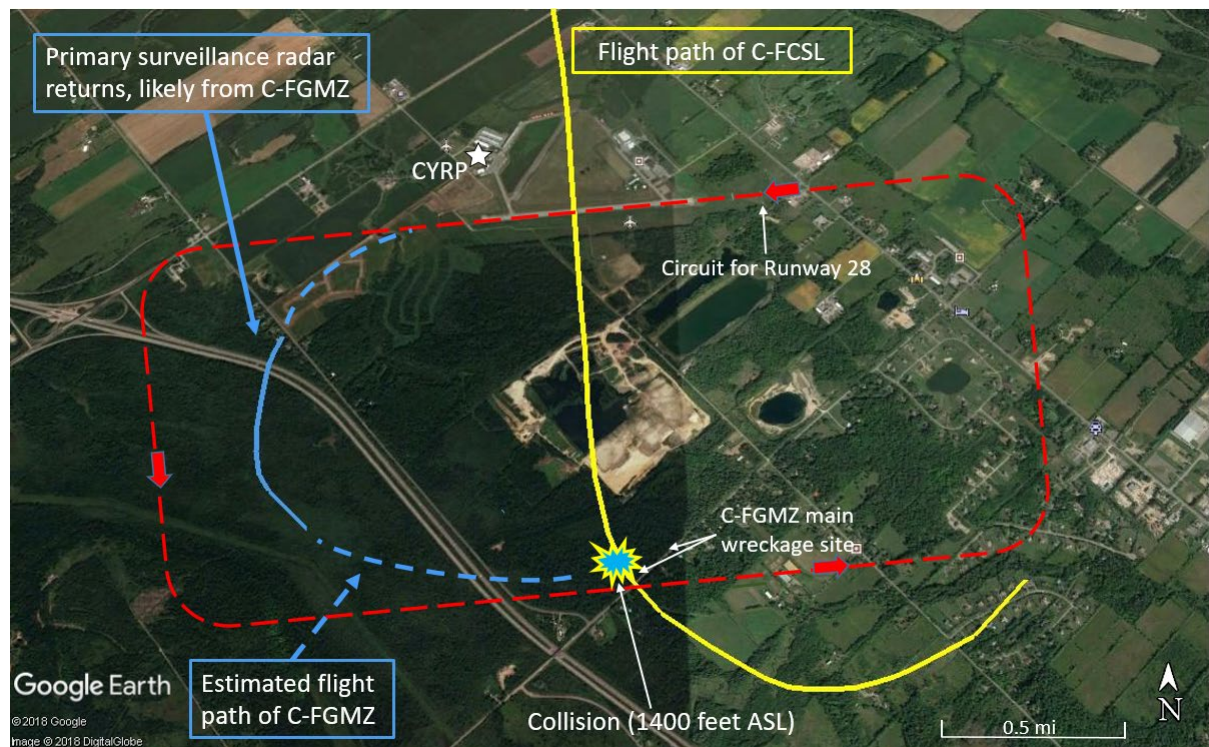 Primary surveillance radar
returns, likely from C-FGMZ
Flight path of C-FCSL
CYRP
Circuit for Runway 28
C-FGMZ main
wreckage site
Estimated flight
path of C-FGMZ
Collision (1400 feet ASL)
Google Earth
©2018 Google
Image © 2018 DigitalGlobe
N
0.5 mi